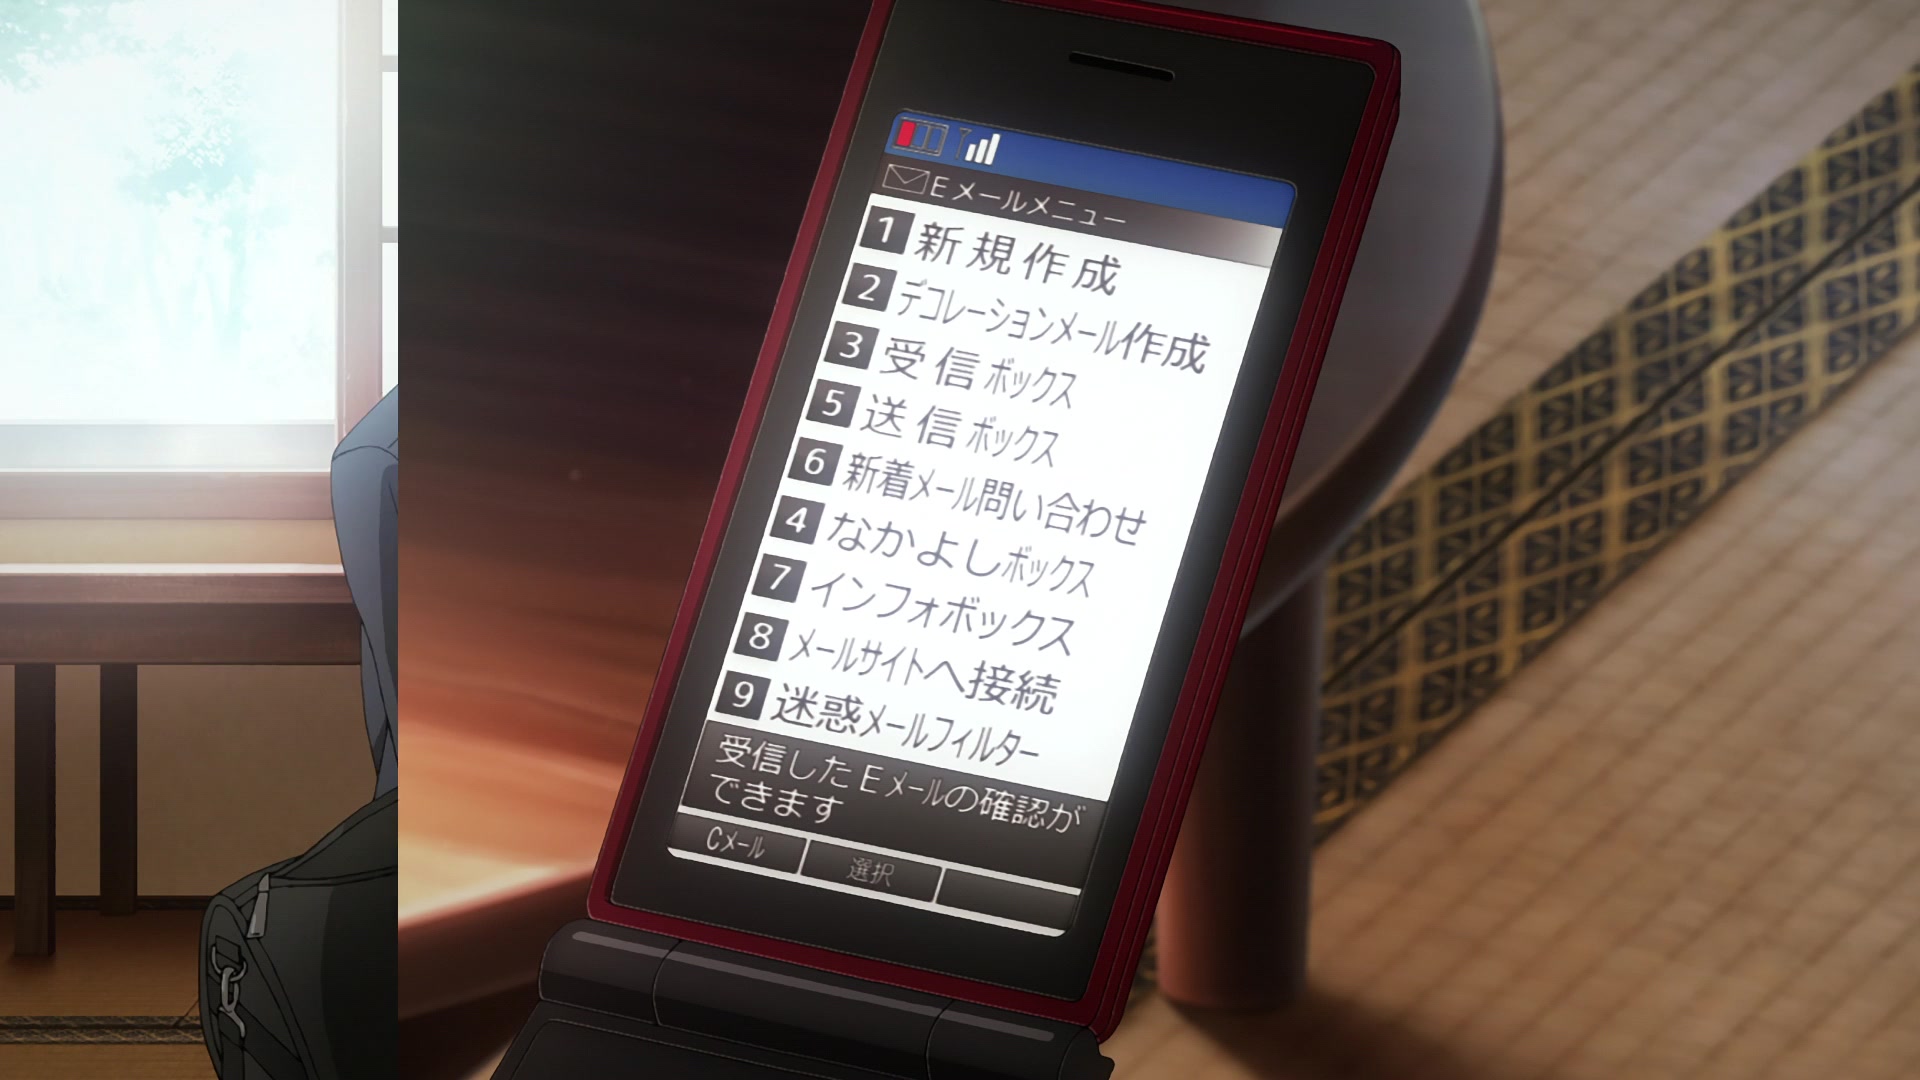 Eメールメニュー
1 新規作成
2 デコレーションメール作成
3 受信ボックス
5 送信ボックス
6 新着メール問い合わせ
4 なかよしボックス
7 インフォボックス
8 メールサイトへ接続
9 迷惑メールフィルター
受信したEメールの確認が
できます
Cメール 選択